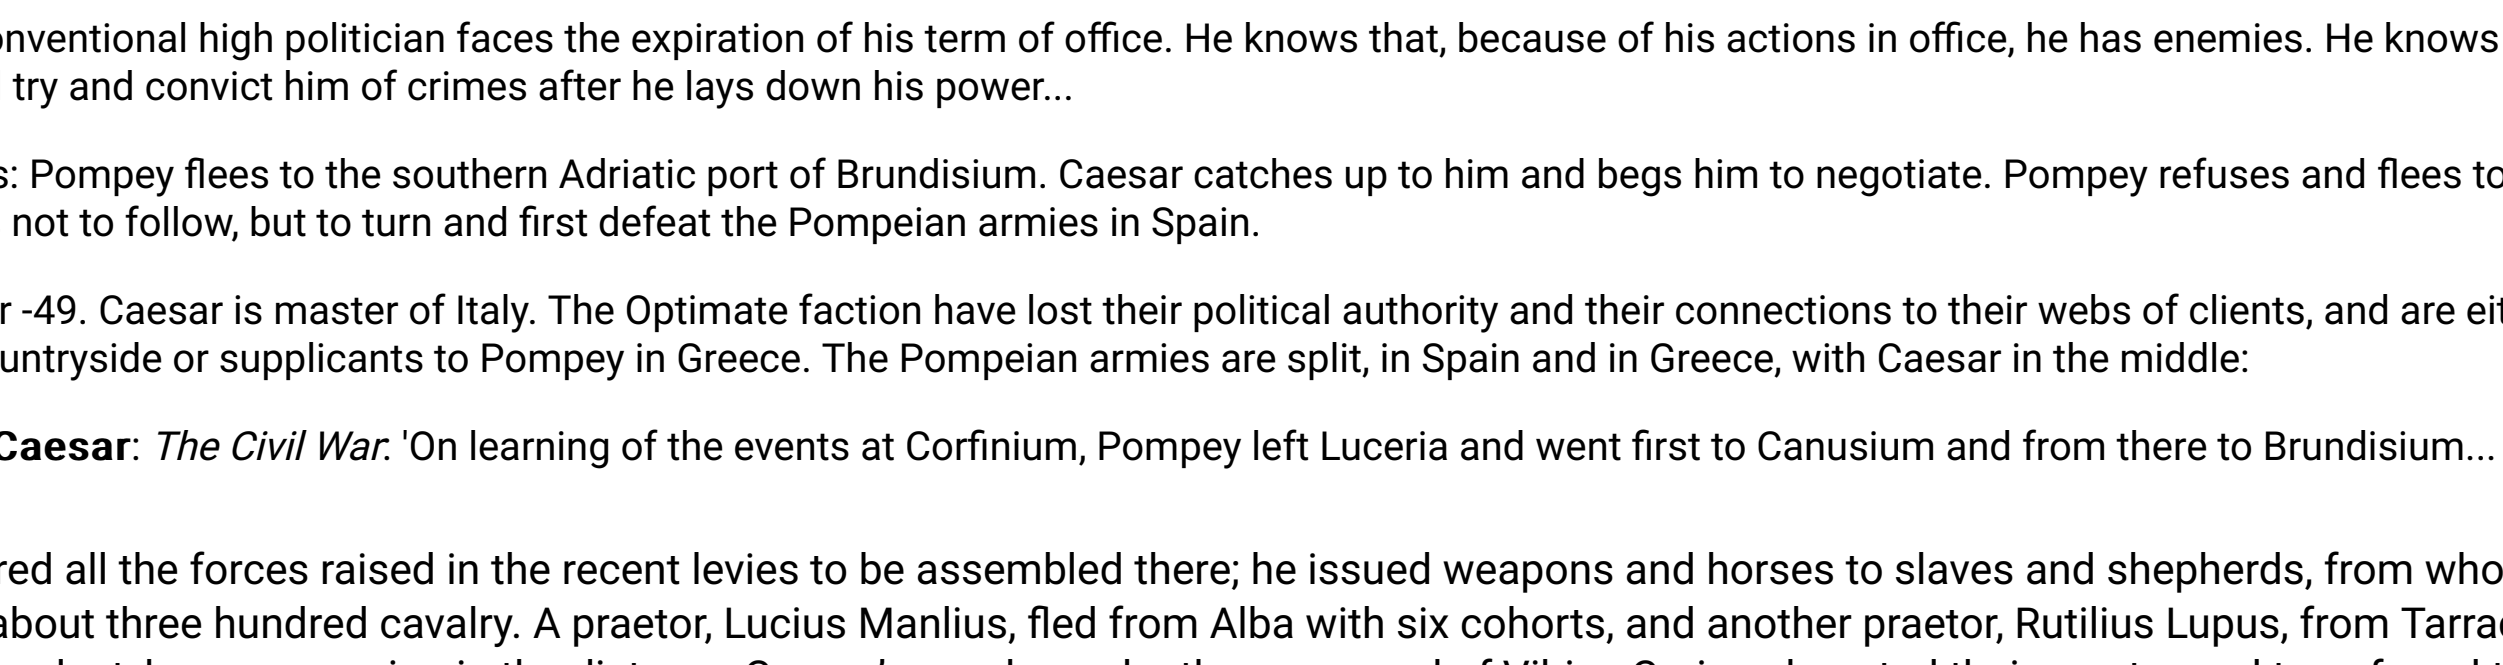 onventional high politician faces the expiration of his term of office. He knows that, because of his actions in office, he has enemies. He knows
try and convict him of crimes after he lays down his power...
s: Pompey flees to the southern Adriatic port of Brundisium. Caesar catches up to him and begs him to negotiate. Pompey refuses and flees to
not to follow, but to turn and first defeat the Pompeian armies in Spain.
r -49. Caesar is master of Italy. The Optimate faction have lost their political authority and their connections to their webs of clients, and are eit
untryside or supplicants to Pompey in Greece. The Pompeian armies are split, in Spain and in Greece, with Caesar in the middle:
Caesar: The Civil War: 'On learning of the events at Corfinium, Pompey left Luceria and went first to Canusium and from there to Brundisium...
red all the forces raised in the recent levies to be assembled there; he issued weapons and horses to slaves and shepherds, from who
about three hundred cavalry. A praetor, Lucius Manlius, fled from Alba with six cohorts, and another praetor, Rutilius Lupus, from Tarrac